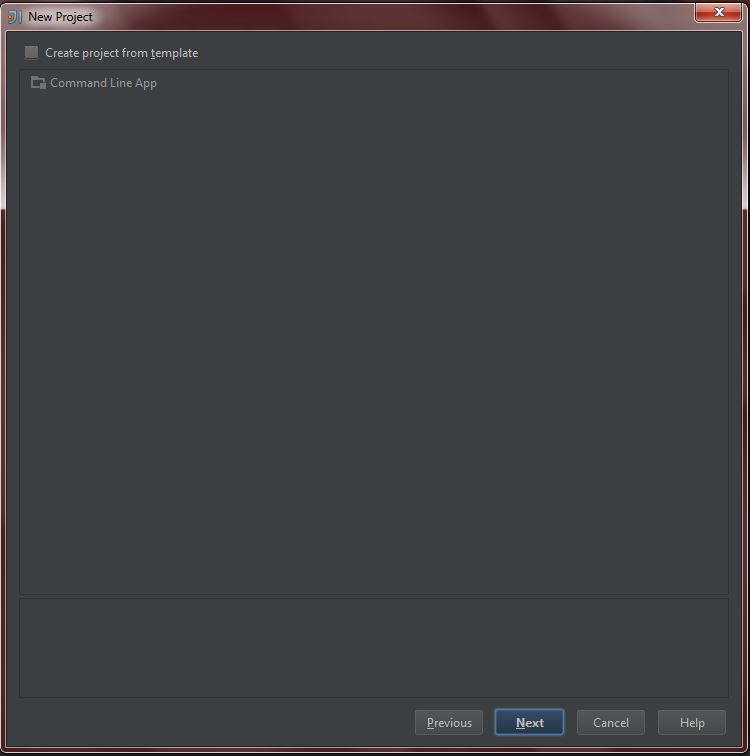 New Project
Create project from template
Command Line App
Previous Next Cancel Help